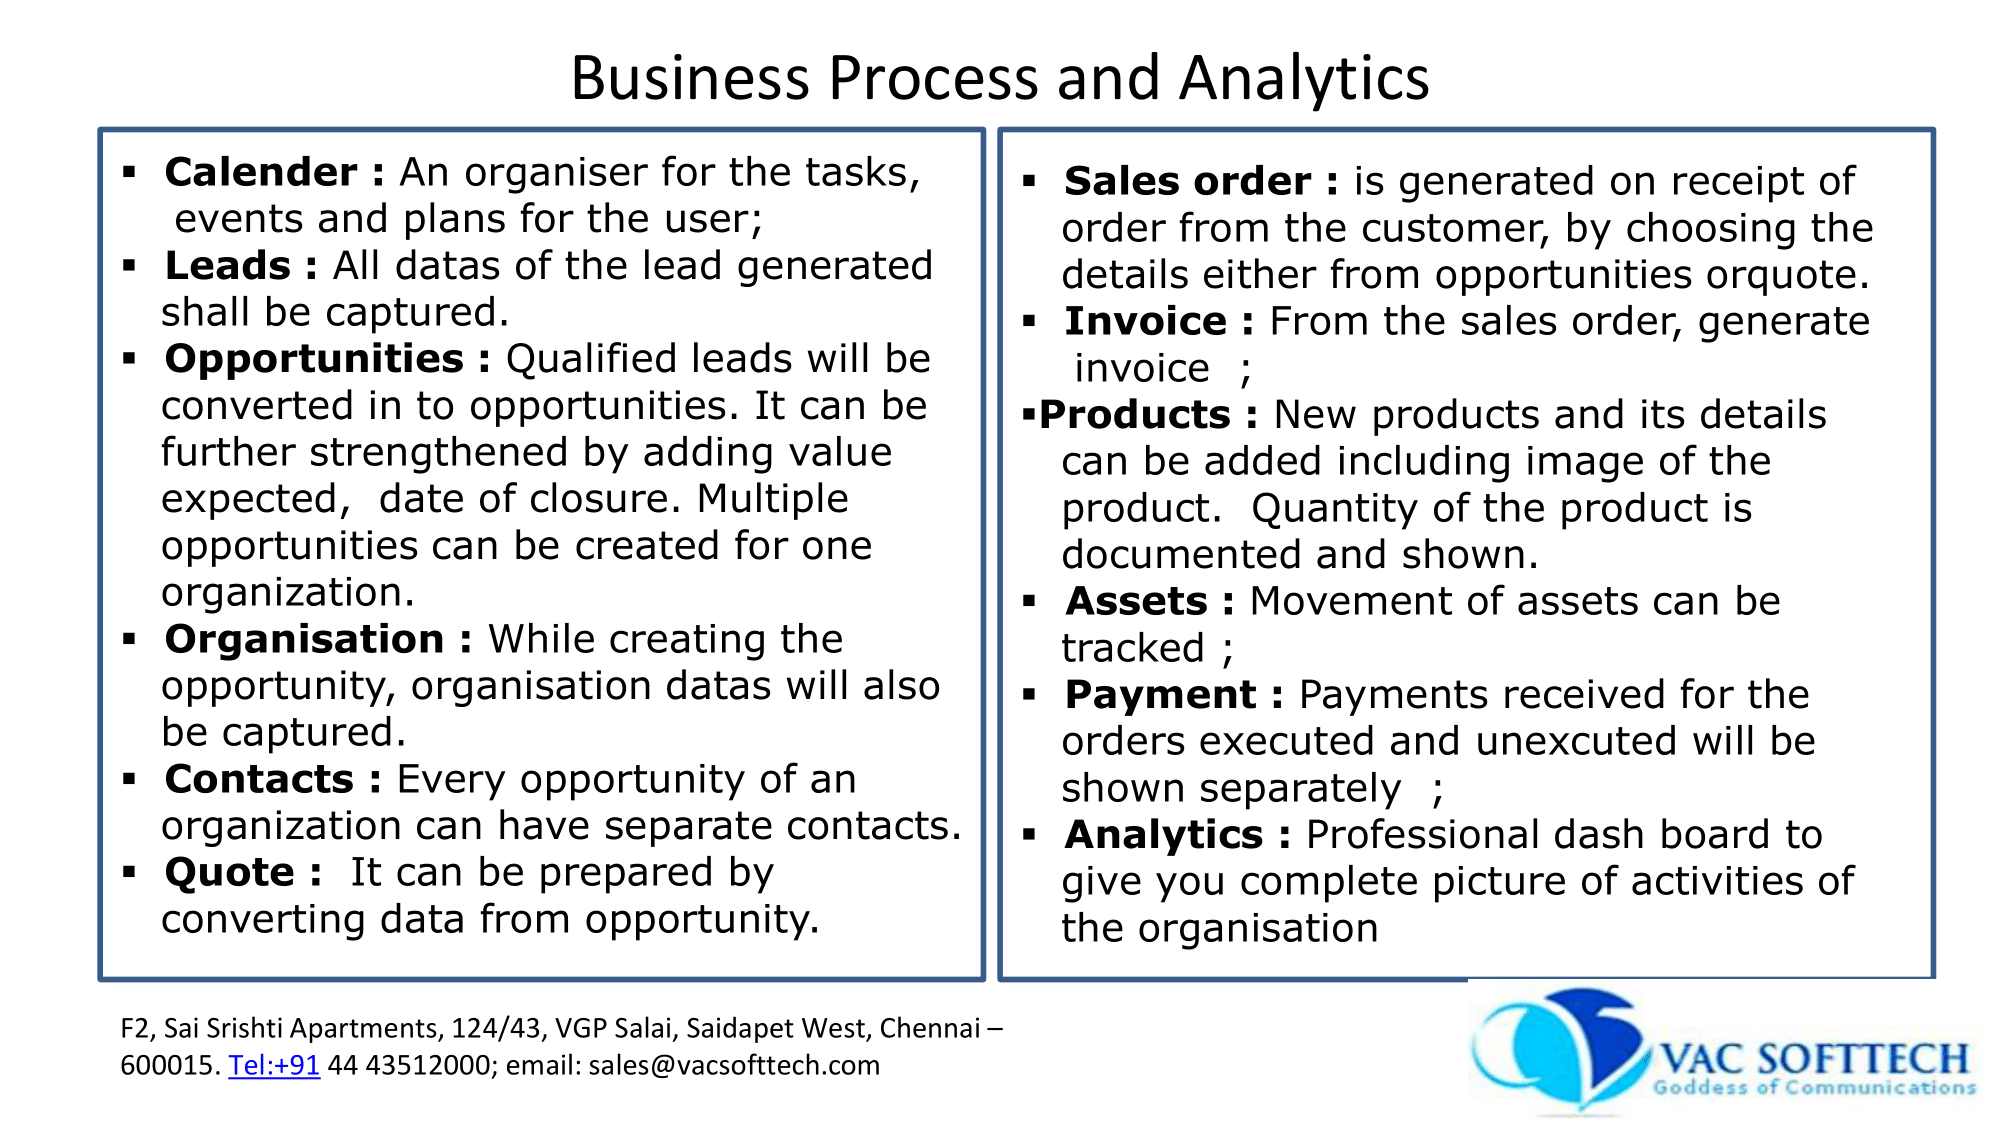 Business Process and Analytics
▪ Calender : An organiser for the tasks,
events and plans for the user;
▪ Leads : All datas of the lead generated
shall be captured.
▪ Opportunities : Qualified leads will be
converted in to opportunities. It can be
further strengthened by adding value
expected, date of closure. Multiple
opportunities can be created for one
organization.
▪ Organisation : While creating the
opportunity, organisation datas will also
be captured.
▪ Contacts : Every opportunity of an
organization can have separate contacts.
▪ Quote : It can be prepared by
converting data from opportunity.
▪ Sales order : is generated on receipt of
order from the customer, by choosing the
details either from opportunities orquote.
▪ Invoice : From the sales order, generate
invoice ;
▪Products : New products and its details
can be added including image of the
product. Quantity of the product is
documented and shown.
▪ Assets : Movement of assets can be
tracked ;
▪ Payment : Payments received for the
orders executed and unexcuted will be
shown separately ;
▪ Analytics : Professional dash board to
give you complete picture of activities of
the organisation
F2, Sai Srishti Apartments, 124/43, VGP Salai, Saidapet West, Chennai –
600015. Tel:+91 44 43512000; email: sales@vacsofttech.com
VAC SOFTTECH
Goddess of Communications